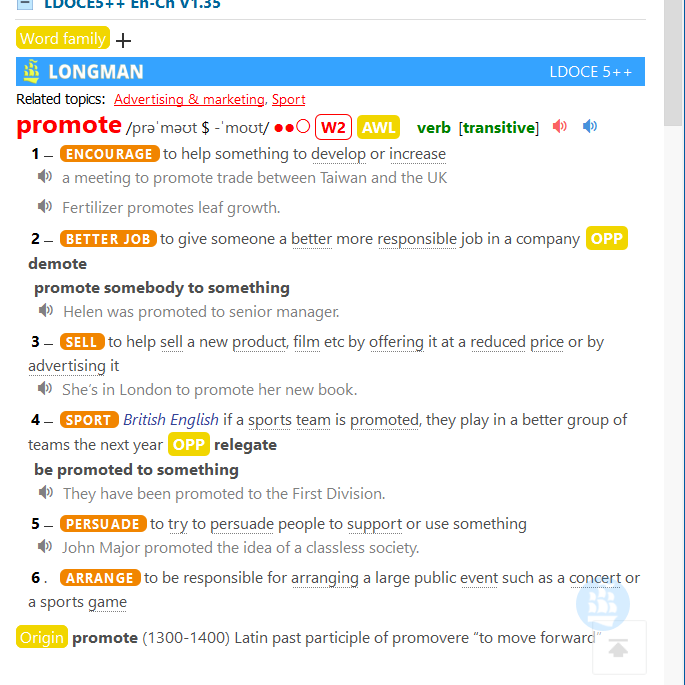 LDOCE5++ En-Ch V1.35
Word family
LONGMAN LDOCE 5++
Related topics: Advertising & marketing, Sport
promote /prəˈməʊt $ -ˈmoʊt/ ●●○ W2 AWL verb [transitive]
1 – ENCOURAGE to help something to develop or increase
a meeting to promote trade between Taiwan and the UK
Fertilizer promotes leaf growth.
2 – BETTER JOB to give someone a better more responsible job in a company OPP
demote
promote somebody to something
Helen was promoted to senior manager.
3 – SELL to help sell a new product, film etc by offering it at a reduced price or by
advertising it
She’s in London to promote her new book.
4 – SPORT British English if a sports team is promoted, they play in a better group of
teams the next year OPP relegate
be promoted to something
They have been promoted to the First Division.
5 – PERSUADE to try to persuade people to support or use something
John Major promoted the idea of a classless society.
6 . ARRANGE to be responsible for arranging a large public event such as a concert or
a sports game
Origin promote (1300-1400) Latin past participle of promovere “to move forward”